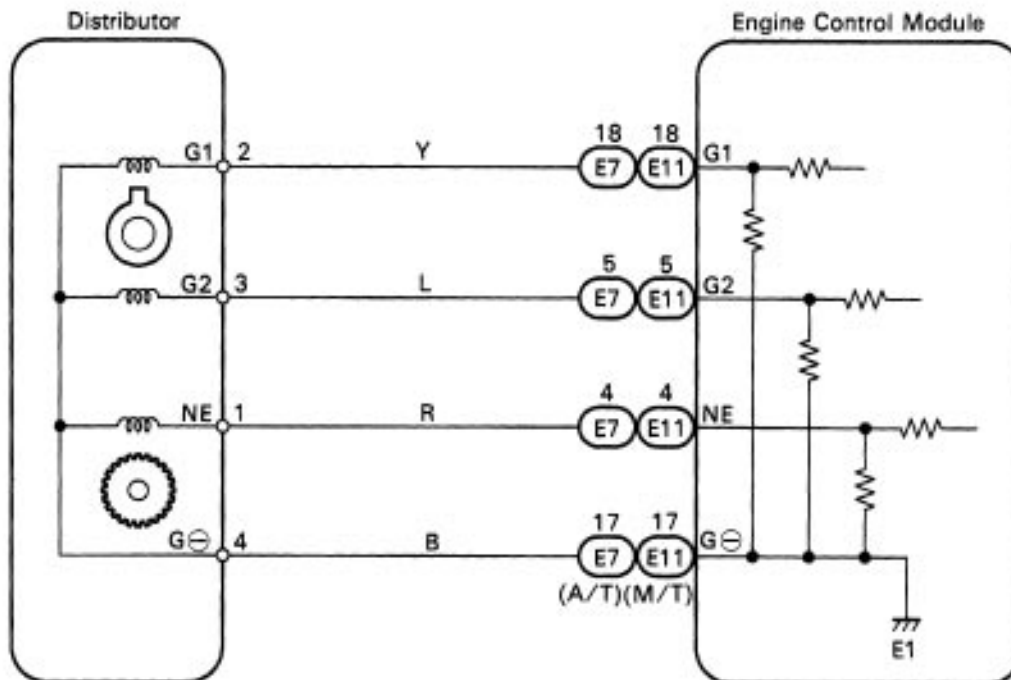 Distributor
Engine Control Module
18 18
G1 2 Y E7 E11 G1
5 5
G2 3 L E7 E11 G2
4 4
NE 1 R E7 E11 NE
17 17
G⊖ 4 B E7 E11 G⊖
(A/T)(M/T)
E1